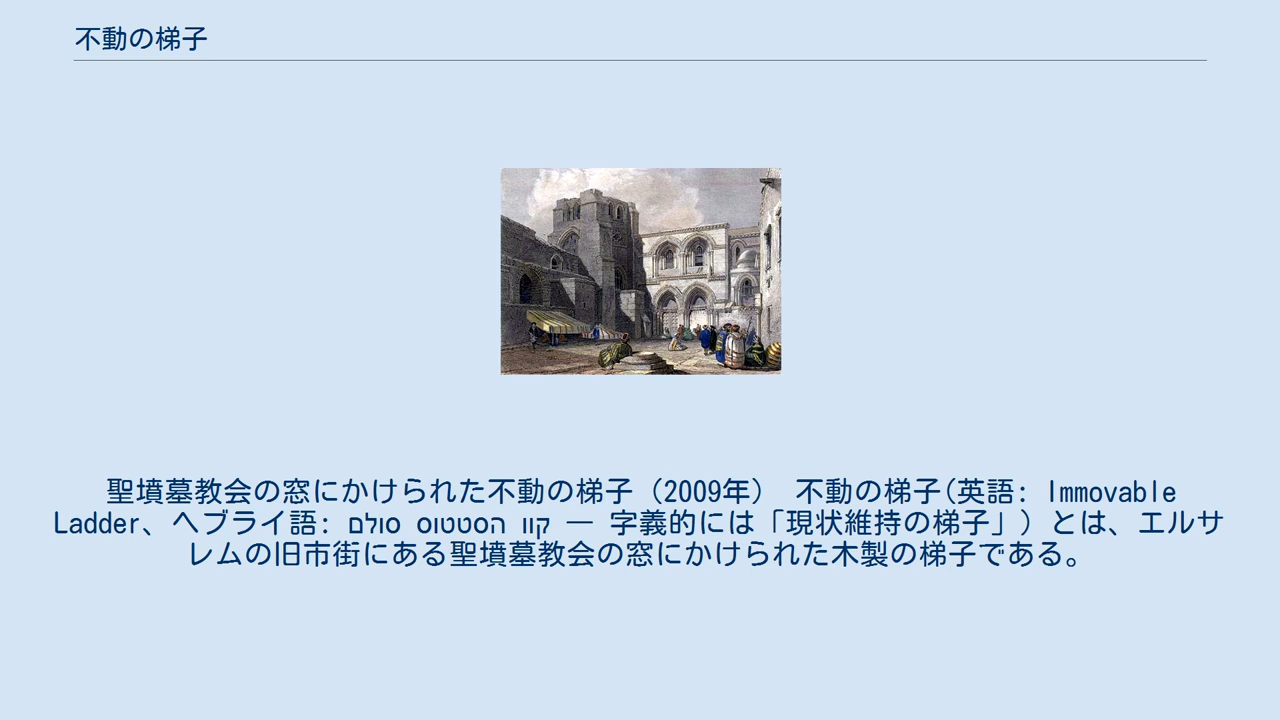 不動の梯子
聖墳墓教会の窓にかけられた不動の梯子（2009年） 不動の梯子(英語: Immovable
Ladder、ヘブライ語: סולם הסטטוס קוו — 字義的には「現状維持の梯子」）とは、エルサ
レムの旧市街にある聖墳墓教会の窓にかけられた木製の梯子である。